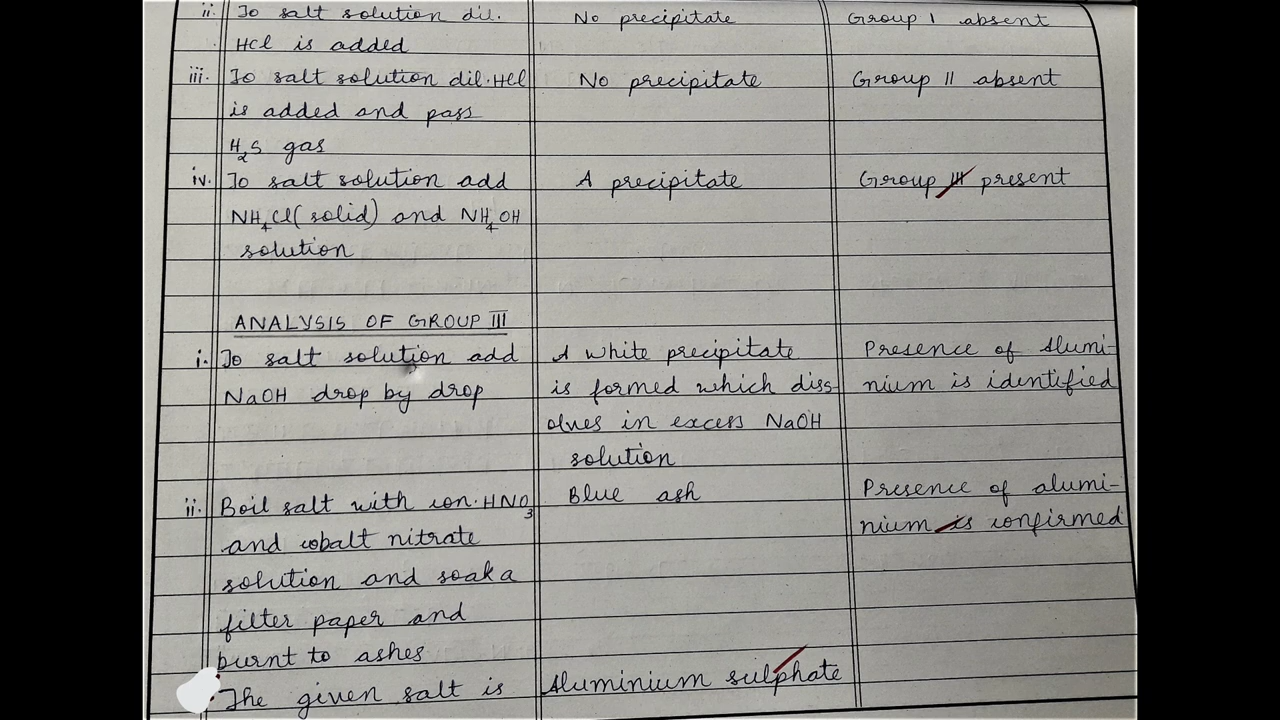 ii. To salt solution dil.
HCl is added
No precipitate
Group I absent
iii. To salt solution dil. HCl
is added and pass
H2S gas
No precipitate
Group II absent
iv. To salt solution add
NH4Cl (solid) and NH4OH
solution
A precipitate
Group III present
ANALYSIS OF GROUP III
i. To salt solution add
NaOH drop by drop
A white precipitate
is formed which diss-
olves in excess NaOH
solution
Presence of Alumi-
nium is identified
ii. Boil salt with con. HNO3
and cobalt nitrate
solution and soak a
filter paper and
burnt to ashes
Blue ash
Presence of alumi-
nium is confirmed
The given salt is Aluminium sulphate